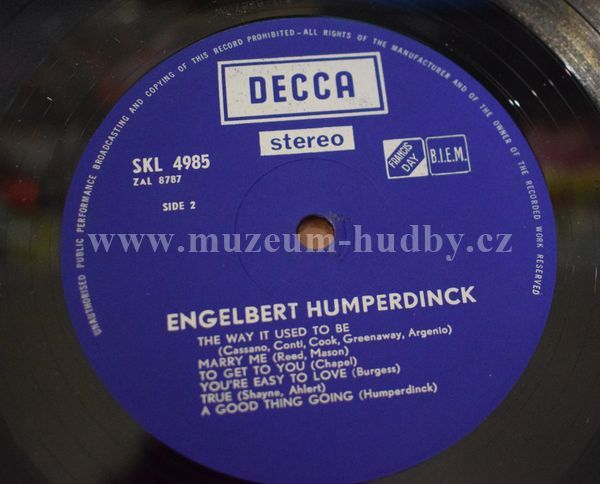 UNAUTHORISED PUBLIC PERFORMANCE BROADCASTING AND COPYING OF THIS RECORD PROHIBITED-ALL RIGHTS OF THE MANUFACTURER AND OF THE OWNER OF THE RECORDED WORK RESERVED
DECCA
stereo
SKL 4985
ZAL 8787
SIDE 2
FRANCIS
DAY
B.I.E.M.
www.muzeum-hudby.cz
ENGELBERT HUMPERDINCK
THE WAY IT USED TO BE
(Cassano, Conti, Cook, Greenaway, Argenio)
MARRY ME (Reed, Mason)
TO GET TO YOU (Chapel)
YOU'RE EASY TO LOVE (Burgess)
TRUE (Shayne, Ahlert)
A GOOD THING GOING (Humperdinck)